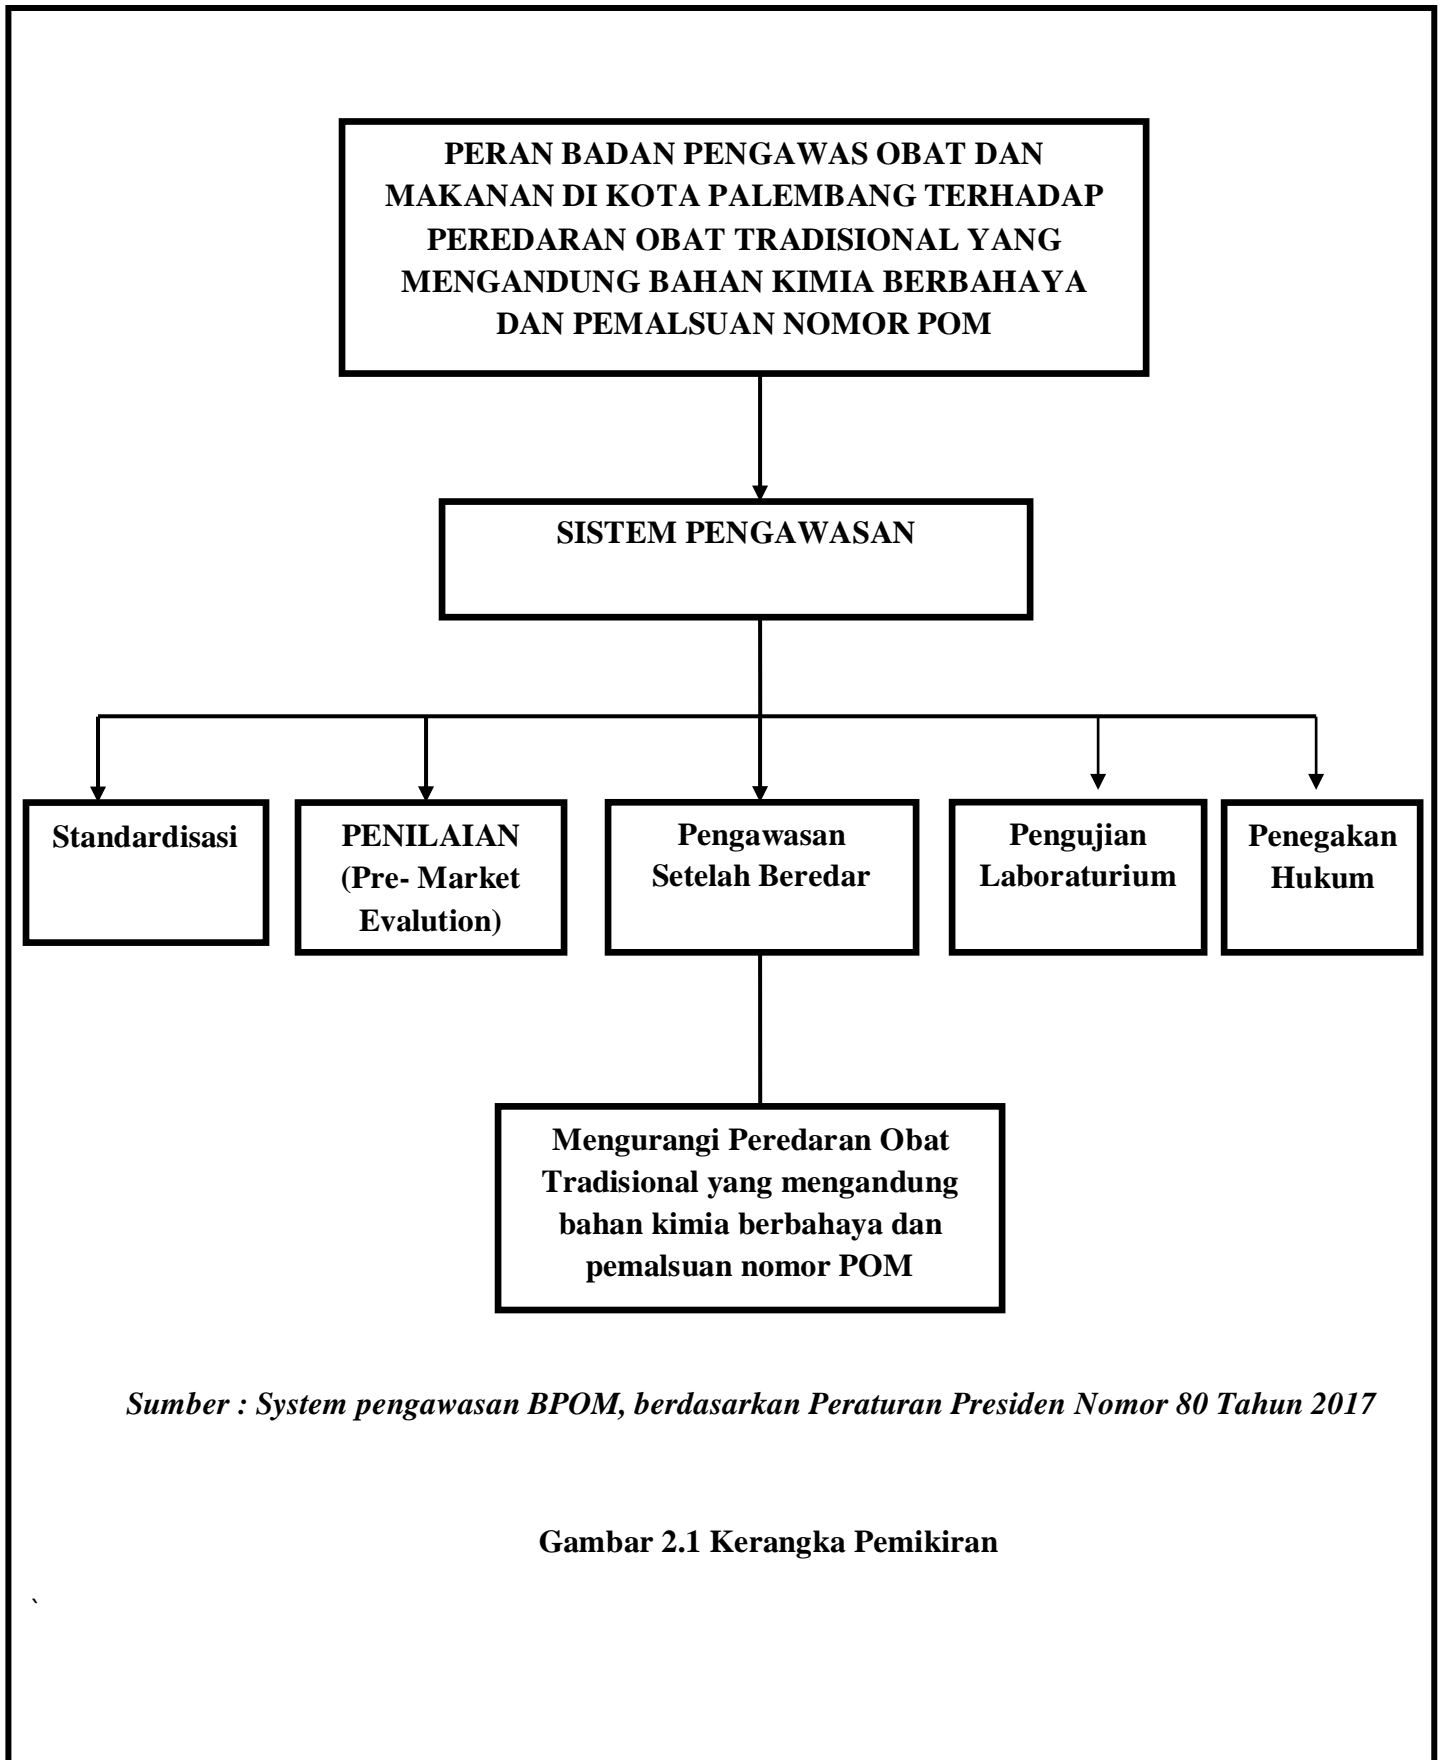 PERAN BADAN PENGAWAS OBAT DAN
MAKANAN DI KOTA PALEMBANG TERHADAP
PEREDARAN OBAT TRADISIONAL YANG
MENGANDUNG BAHAN KIMIA BERBAHAYA
DAN PEMALSUAN NOMOR POM
SISTEM PENGAWASAN
Standardisasi
PENILAIAN
(Pre- Market
Evalution)
Pengawasan
Setelah Beredar
Pengujian
Laboraturium
Penegakan
Hukum
Mengurangi Peredaran Obat
Tradisional yang mengandung
bahan kimia berbahaya dan
pemalsuan nomor POM
Sumber : System pengawasan BPOM, berdasarkan Peraturan Presiden Nomor 80 Tahun 2017
Gambar 2.1 Kerangka Pemikiran
`